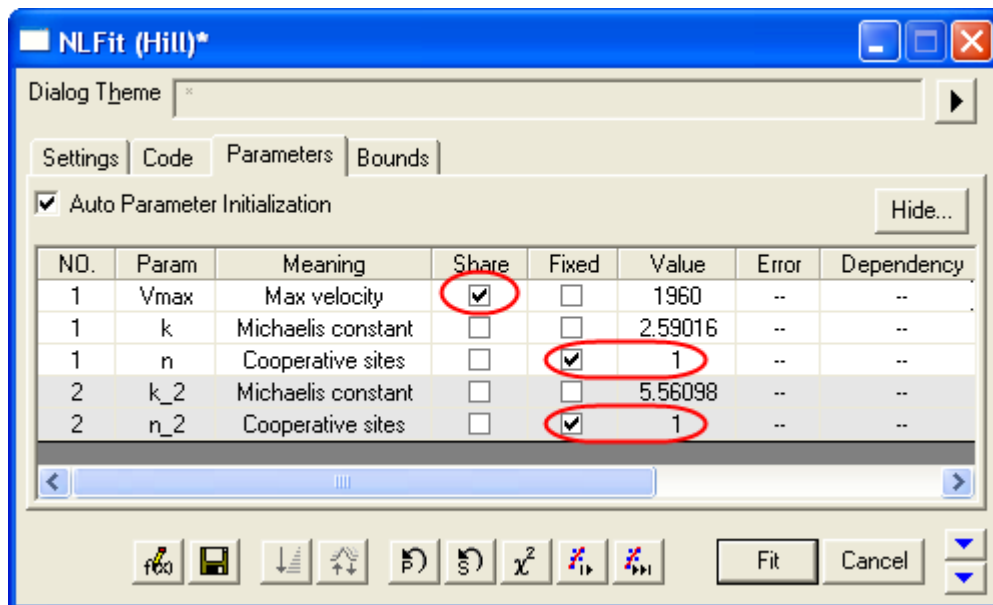 NLFit (Hill)*
Dialog Theme *
Settings Code Parameters Bounds
Auto Parameter Initialization Hide...
NO. Param Meaning Share Fixed Value Error Dependency
1 Vmax Max velocity 1960 -- --
1 k Michaelis constant 2.59016 -- --
1 n Cooperative sites 1 -- --
2 k_2 Michaelis constant 5.56098 -- --
2 n_2 Cooperative sites 1 -- --
f(x) P S χ² Fit Cancel